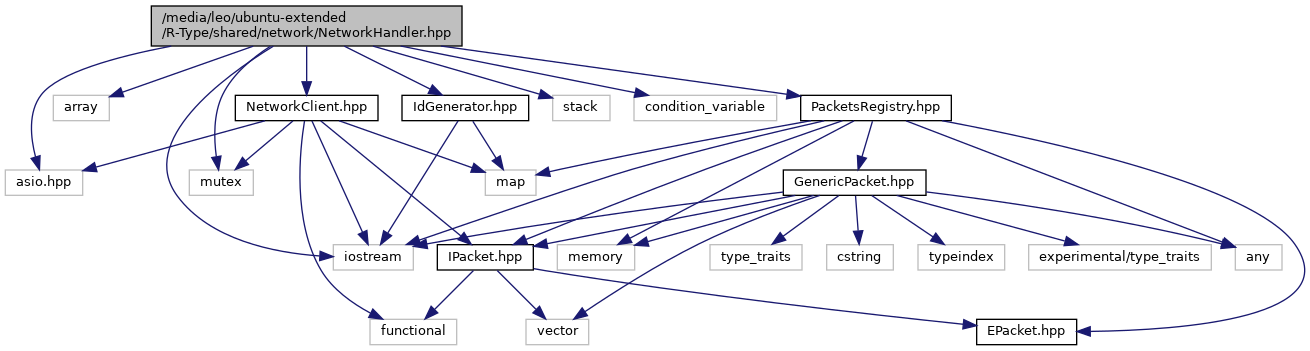 /media/leo/ubuntu-extended
/R-Type/shared/network/NetworkHandler.hpp
array
NetworkClient.hpp
IdGenerator.hpp
stack
condition_variable
PacketsRegistry.hpp
asio.hpp
mutex
map
GenericPacket.hpp
iostream
IPacket.hpp
memory
type_traits
cstring
typeindex
experimental/type_traits
any
functional
vector
EPacket.hpp